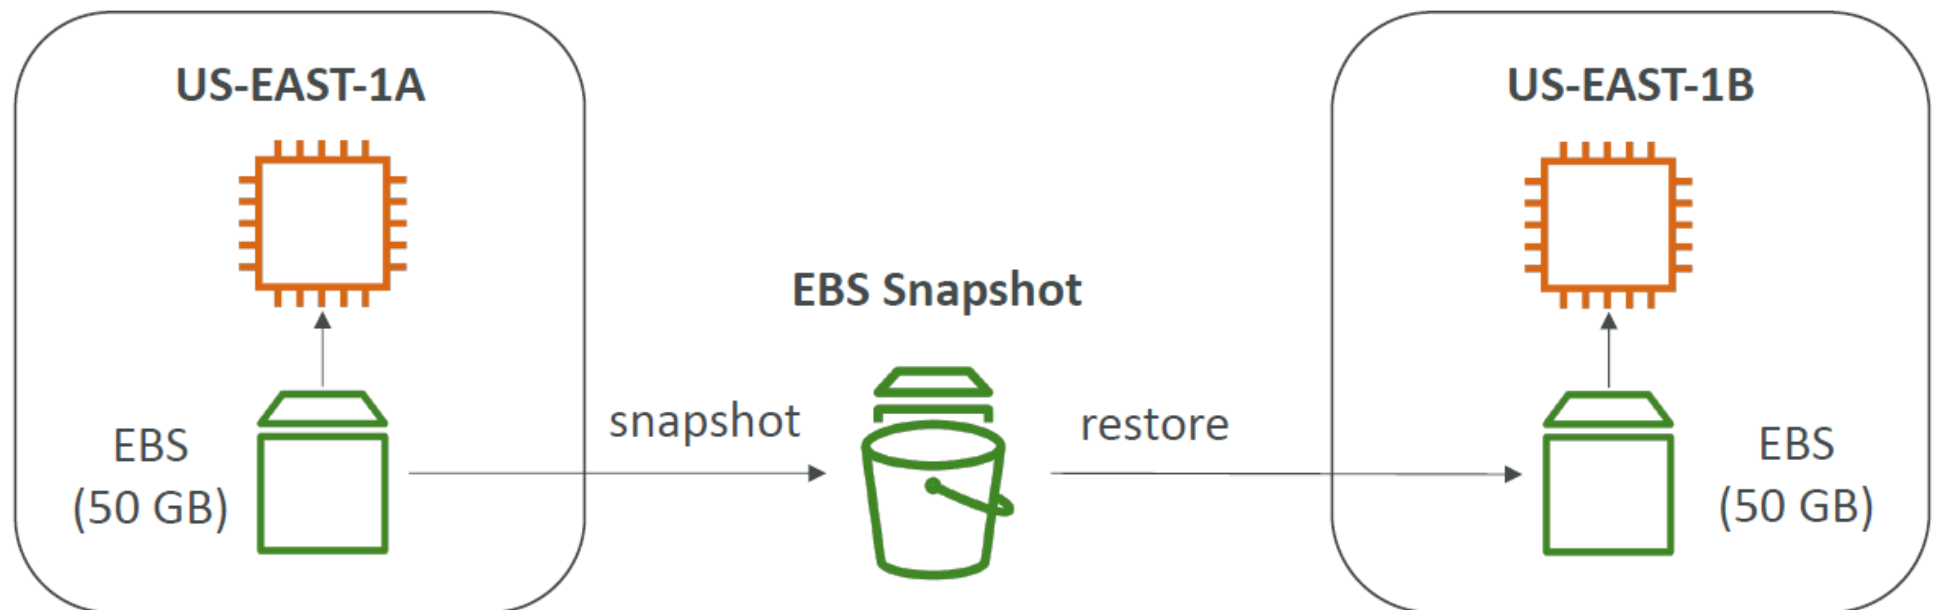 US-EAST-1A
EBS
(50 GB)
snapshot
EBS Snapshot
restore
US-EAST-1B
EBS
(50 GB)